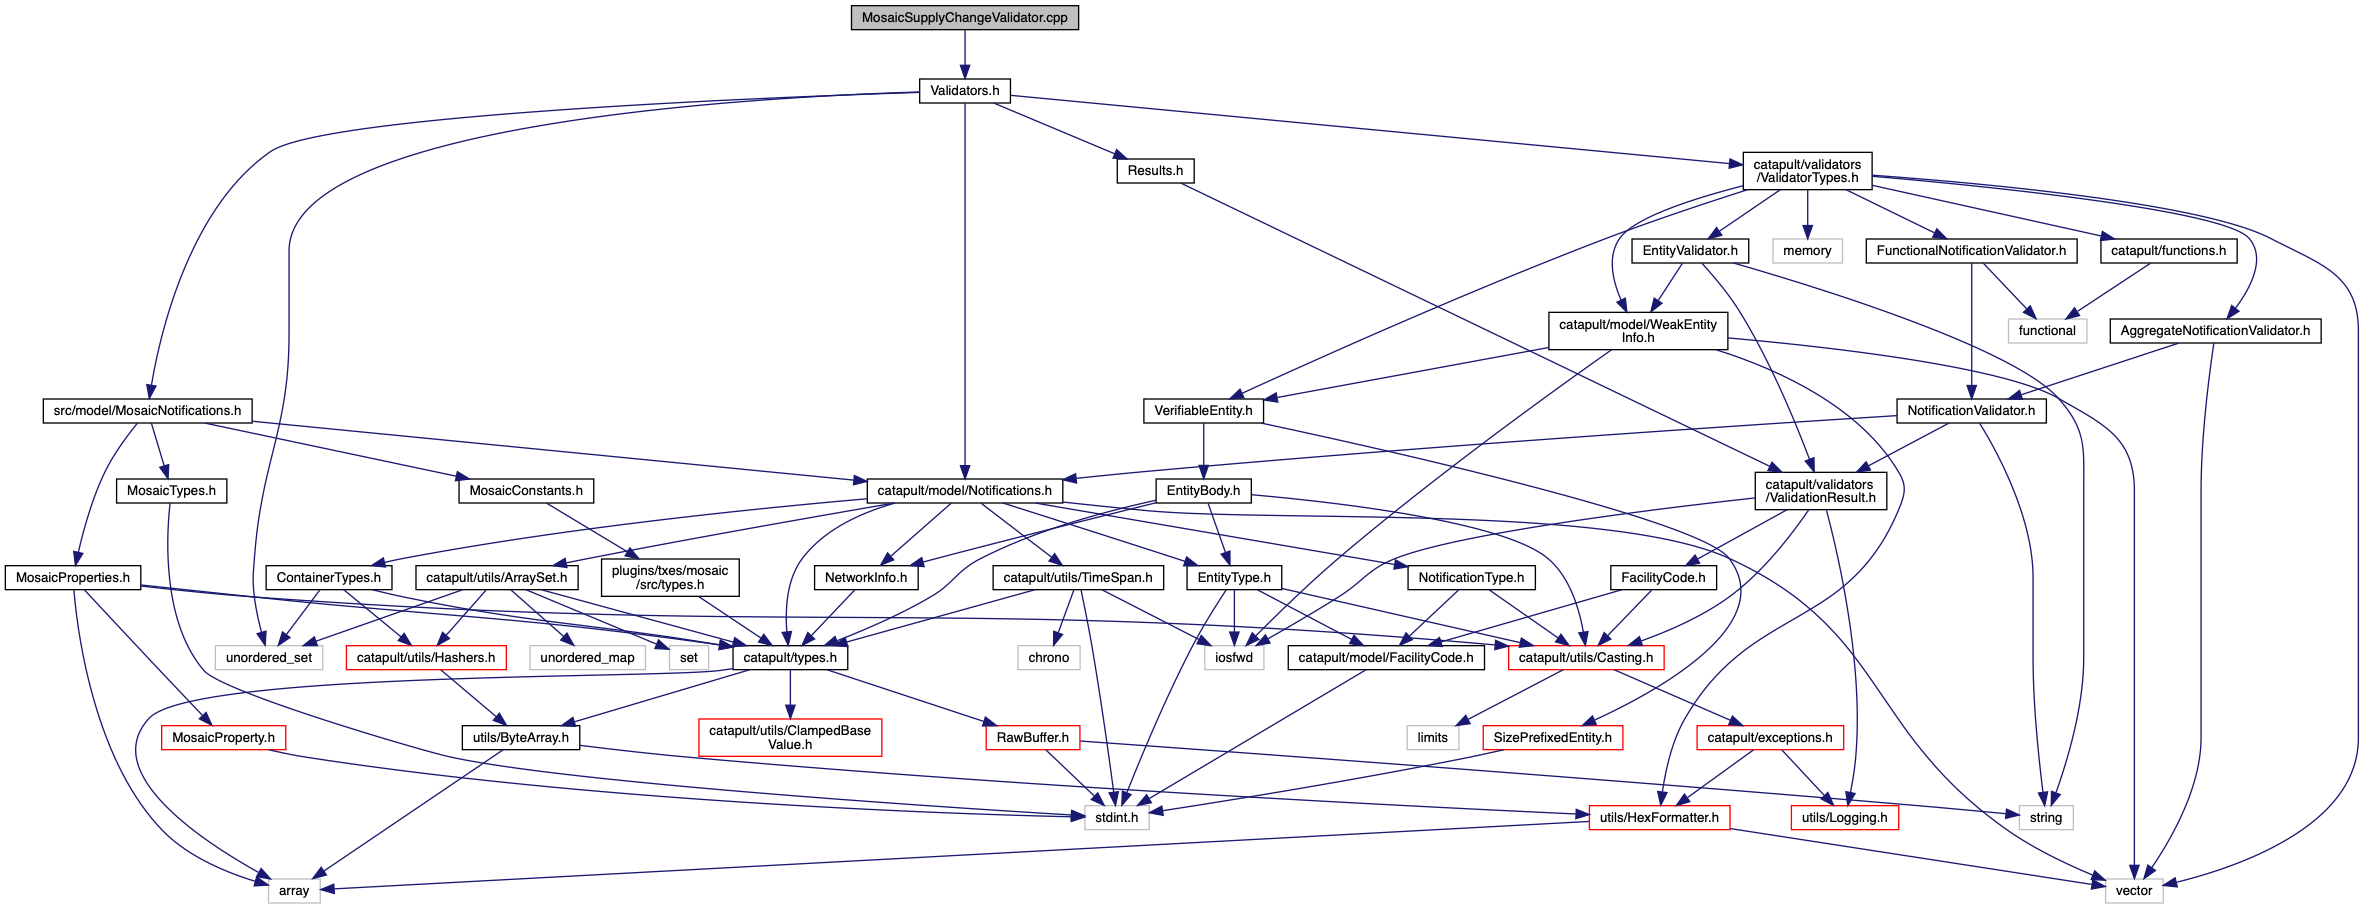 MosaicSupplyChangeValidator.cpp
Validators.h
Results.h
catapult/validators
/ValidatorTypes.h
EntityValidator.h
memory
FunctionalNotificationValidator.h
catapult/functions.h
catapult/model/WeakEntity
Info.h
functional
AggregateNotificationValidator.h
src/model/MosaicNotifications.h
VerifiableEntity.h
NotificationValidator.h
MosaicTypes.h
MosaicConstants.h
catapult/model/Notifications.h
EntityBody.h
catapult/validators
/ValidationResult.h
MosaicProperties.h
ContainerTypes.h
catapult/utils/ArraySet.h
plugins/txes/mosaic
/src/types.h
NetworkInfo.h
catapult/utils/TimeSpan.h
EntityType.h
NotificationType.h
FacilityCode.h
unordered_set
catapult/utils/Hashers.h
unordered_map
set
catapult/types.h
chrono
iosfwd
catapult/model/FacilityCode.h
catapult/utils/Casting.h
MosaicProperty.h
utils/ByteArray.h
catapult/utils/ClampedBase
Value.h
RawBuffer.h
limits
SizePrefixedEntity.h
catapult/exceptions.h
stdint.h
utils/HexFormatter.h
utils/Logging.h
string
array
vector